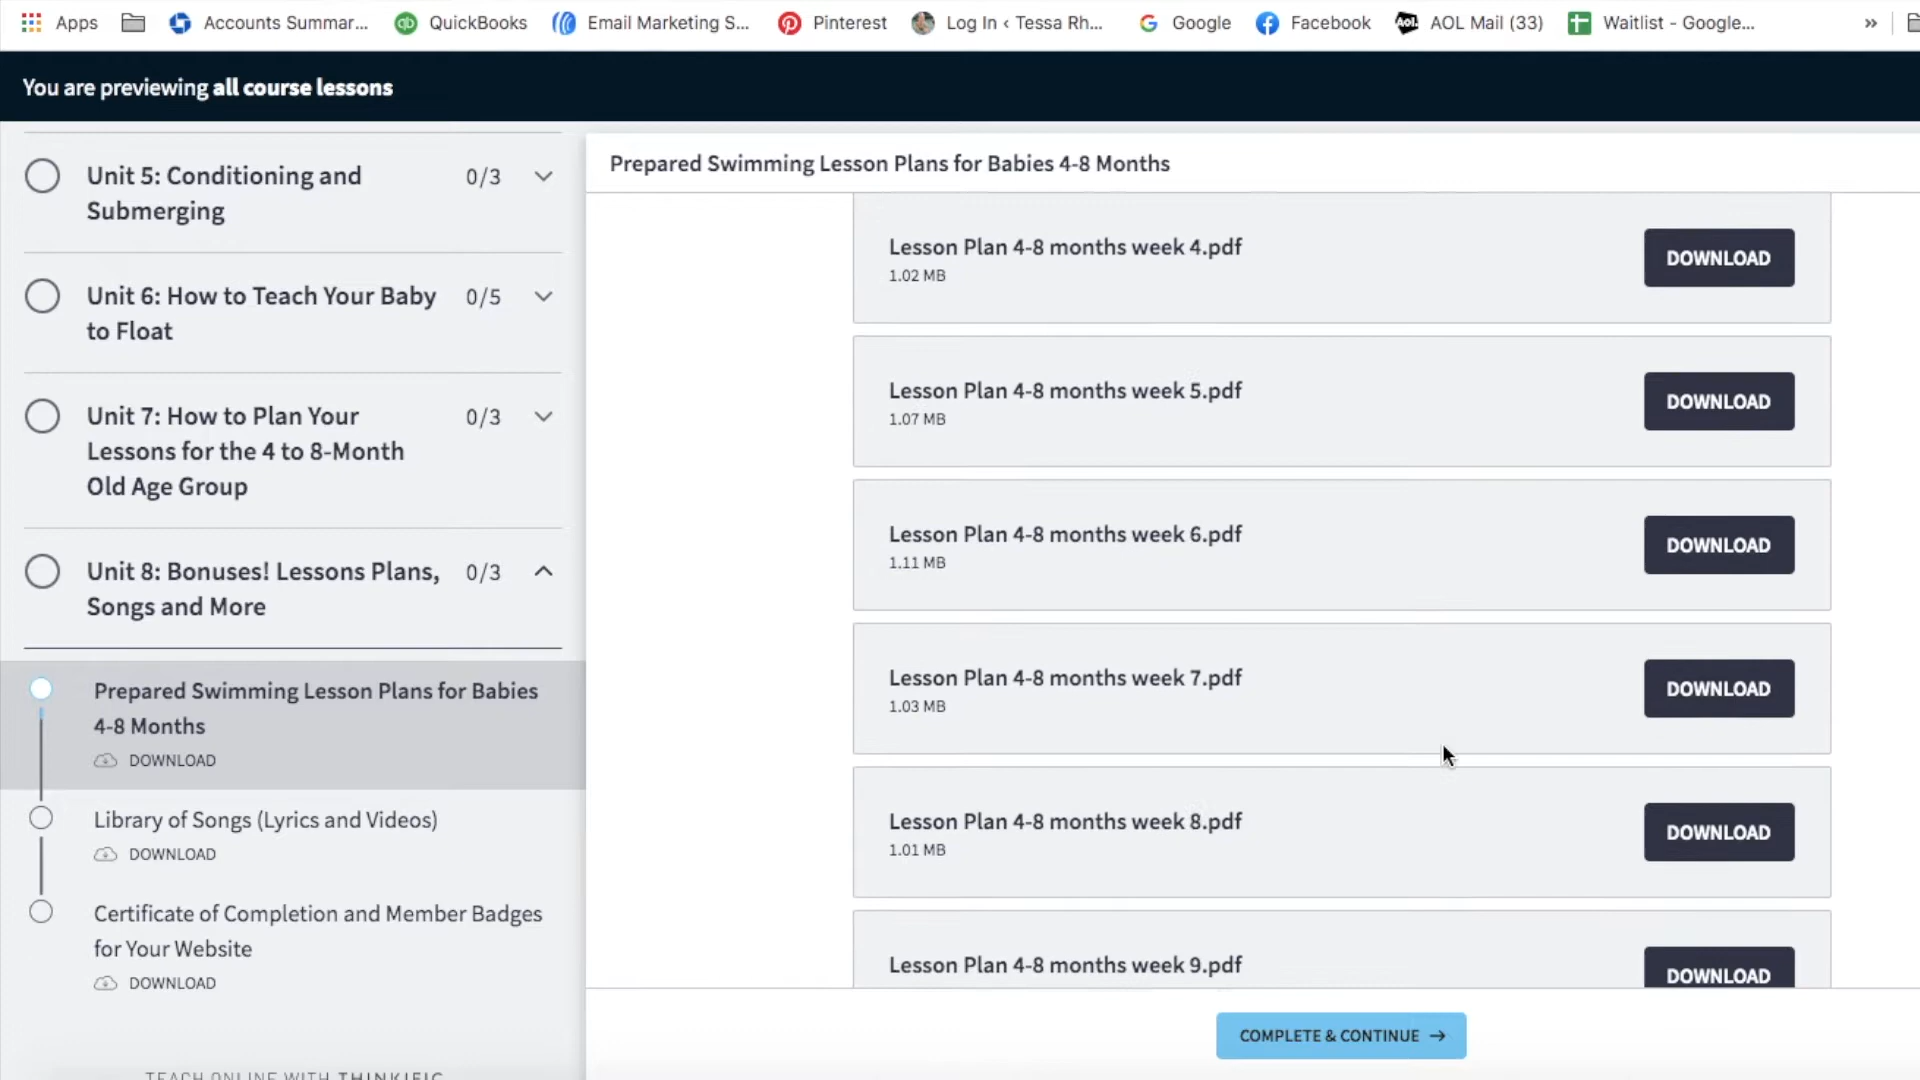 Apps
Accounts Summar...
QuickBooks
Email Marketing S...
Pinterest
Log In ‹ Tessa Rh...
Google
Facebook
AOL Mail (33)
Waitlist - Google...
»
You are previewing all course lessons
Unit 5: Conditioning and
Submerging
0/3
Unit 6: How to Teach Your Baby
to Float
0/5
Unit 7: How to Plan Your
Lessons for the 4 to 8-Month
Old Age Group
0/3
Unit 8: Bonuses! Lessons Plans,
Songs and More
0/3
Prepared Swimming Lesson Plans for Babies
4-8 Months
DOWNLOAD
Library of Songs (Lyrics and Videos)
DOWNLOAD
Certificate of Completion and Member Badges
for Your Website
DOWNLOAD
TEACH ONLINE WITH THINKIFIC
Prepared Swimming Lesson Plans for Babies 4-8 Months
Lesson Plan 4-8 months week 4.pdf
1.02 MB
DOWNLOAD
Lesson Plan 4-8 months week 5.pdf
1.07 MB
DOWNLOAD
Lesson Plan 4-8 months week 6.pdf
1.11 MB
DOWNLOAD
Lesson Plan 4-8 months week 7.pdf
1.03 MB
DOWNLOAD
Lesson Plan 4-8 months week 8.pdf
1.01 MB
DOWNLOAD
Lesson Plan 4-8 months week 9.pdf
DOWNLOAD
COMPLETE & CONTINUE →